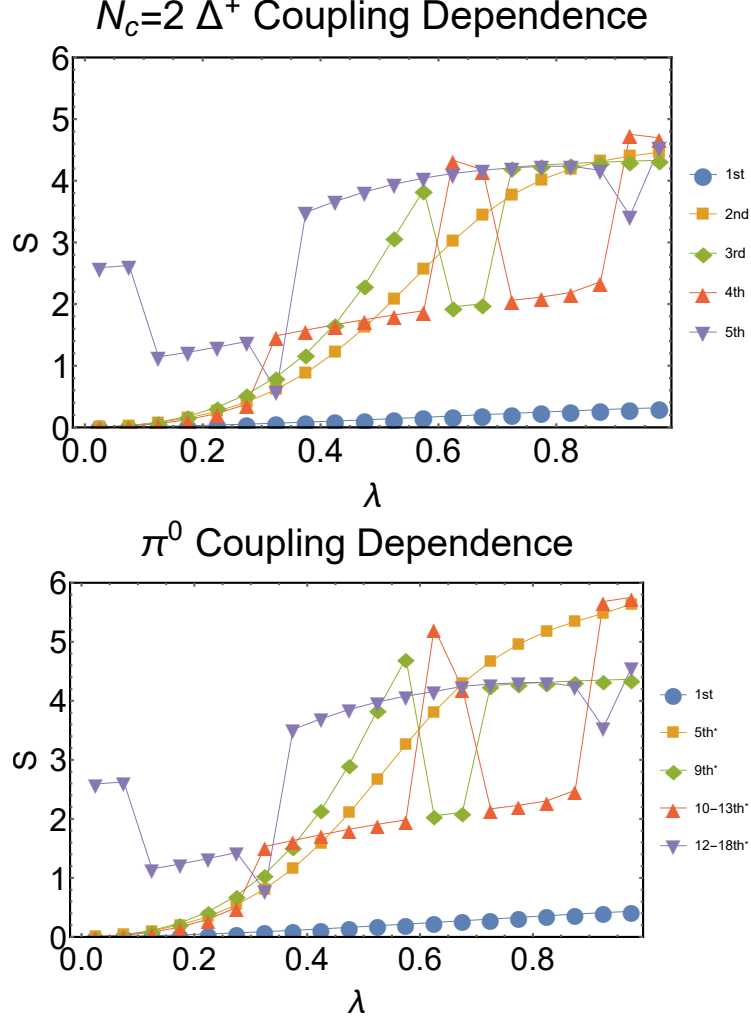 N_c=2 Δ⁺ Coupling Dependence
6
5
4
3
2
1
0
S
0.0 0.2 0.4 0.6 0.8
λ
1st
2nd
3rd
4th
5th
π⁰ Coupling Dependence
6
5
4
3
2
1
0
S
0.0 0.2 0.4 0.6 0.8
λ
1st
5th*
9th*
10–13th*
12–18th*